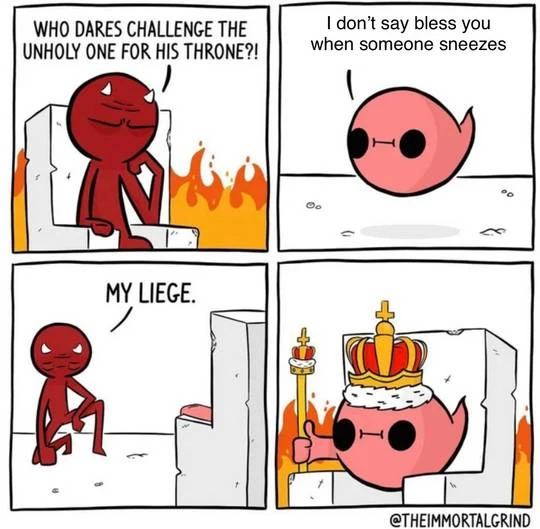 WHO DARES CHALLENGE THE
UNHOLY ONE FOR HIS THRONE?!
I don’t say bless you
when someone sneezes
MY LIEGE.
@THEIMMORTALGRIND